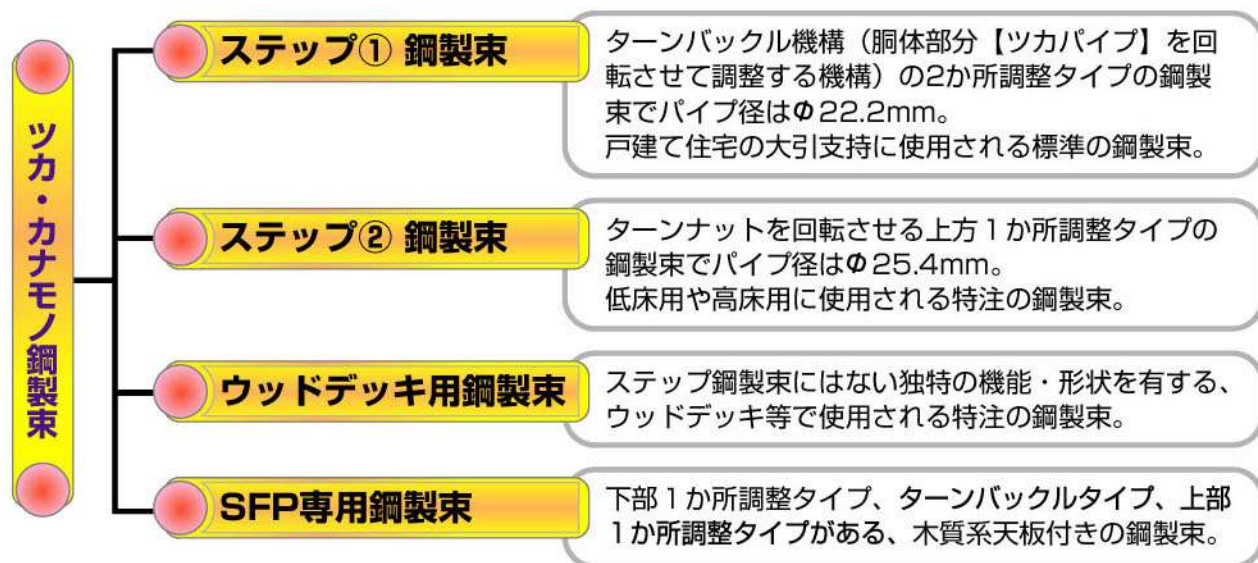 ツカ・カナモノ鋼製束
ステップ① 鋼製束
ターンバックル機構（胴体部分【ツカパイプ】を回
転させて調整する機構）の2か所調整タイプの鋼製
束でパイプ径はΦ22.2mm。
戸建て住宅の大引支持に使用される標準の鋼製束。
ステップ② 鋼製束
ターンナットを回転させる上方１か所調整タイプの
鋼製束でパイプ径はΦ25.4mm。
低床用や高床用に使用される特注の鋼製束。
ウッドデッキ用鋼製束
ステップ鋼製束にはない独特の機能・形状を有する、
ウッドデッキ等で使用される特注の鋼製束。
SFP専用鋼製束
下部１か所調整タイプ、ターンバックルタイプ、上部
１か所調整タイプがある、木質系天板付きの鋼製束。